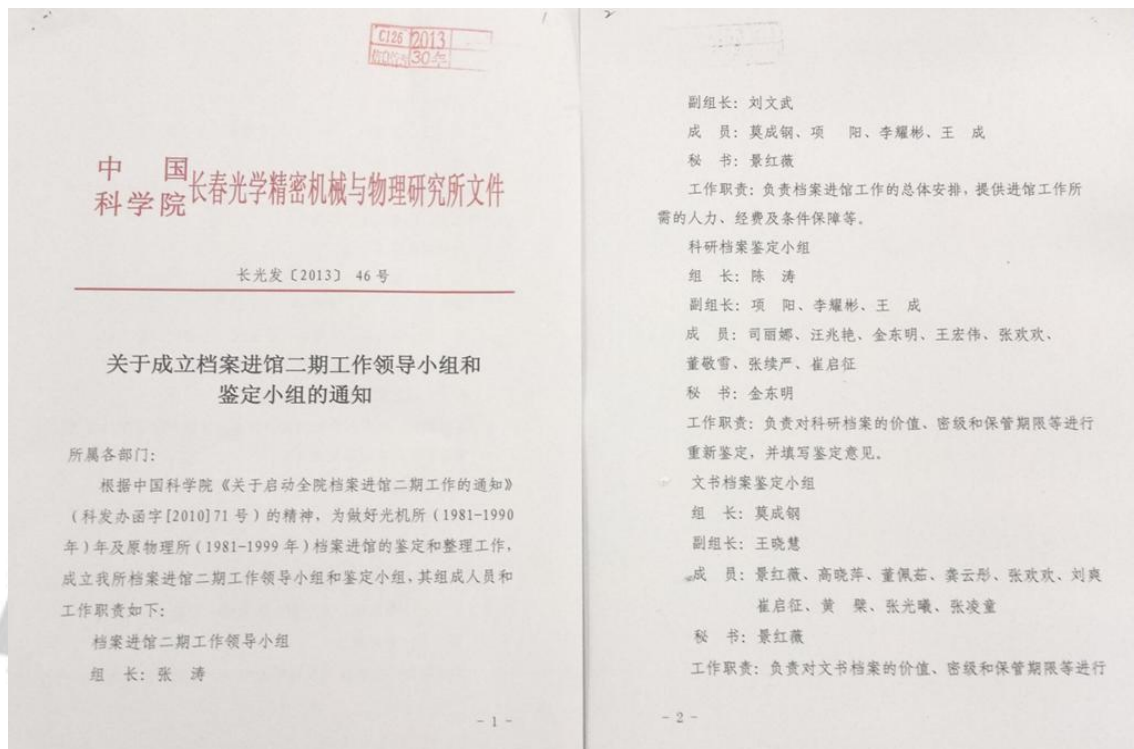 1
C126 2013
30年
中 国
科学院 长春光学精密机械与物理研究所文件
长光发〔2013〕 46 号
关于成立档案进馆二期工作领导小组和
鉴定小组的通知
所属各部门:
根据中国科学院《关于启动全院档案进馆二期工作的通知》
(科发办函字[2010]71 号)的精神,为做好光机所(1981-1990
年)年及原物理所(1981-1999 年)档案进馆的鉴定和整理工作,
成立我所档案进馆二期工作领导小组和鉴定小组,其组成人员和
工作职责如下:
档案进馆二期工作领导小组
组 长:张 涛
- 1 -
2
副组长:刘文武
成 员:莫成钢、项 阳、李耀彬、王 成
秘 书:景红薇
工作职责:负责档案进馆工作的总体安排,提供进馆工作所
需的人力、经费及条件保障等。
科研档案鉴定小组
组 长:陈 涛
副组长:项 阳、李耀彬、王 成
成 员:司丽娜、汪兆艳、金东明、王宏伟、张欢欢、
董敬雪、张续严、崔启征
秘 书:金东明
工作职责:负责对科研档案的价值、密级和保管期限等进行
重新鉴定,并填写鉴定意见。
文书档案鉴定小组
组 长:莫成钢
副组长:王晓慧
成 员:景红薇、高晓萍、董佩茹、龚云彤、张欢欢、刘爽
崔启征、黄 槊、张光曦、张凌童
秘 书:景红薇
工作职责:负责对文书档案的价值、密级和保管期限等进行
- 2 -